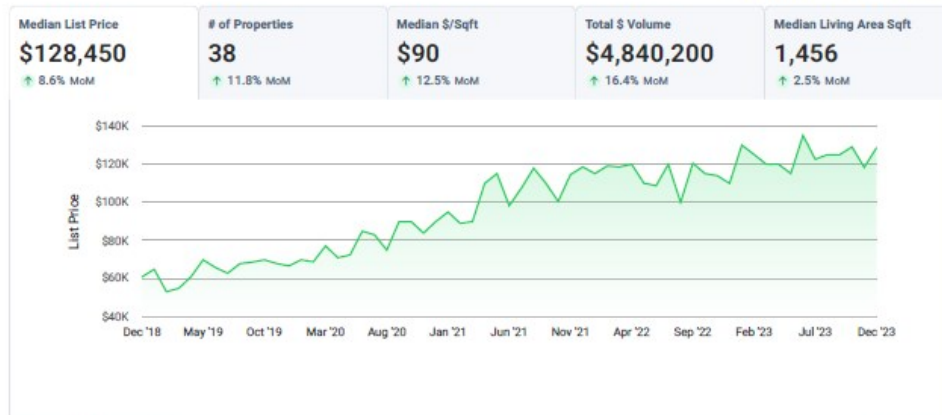 Median List Price
$128,450
↑ 8.6% MoM
# of Properties
38
↑ 11.8% MoM
Median $/Sqft
$90
↑ 12.5% MoM
Total $ Volume
$4,840,200
↑ 16.4% MoM
Median Living Area Sqft
1,456
↑ 2.5% MoM
List Price
$140K
$120K
$100K
$80K
$60K
$40K
Dec '18 May '19 Oct '19 Mar '20 Aug '20 Jan '21 Jun '21 Nov '21 Apr '22 Sep '22 Feb '23 Jul '23 Dec '23